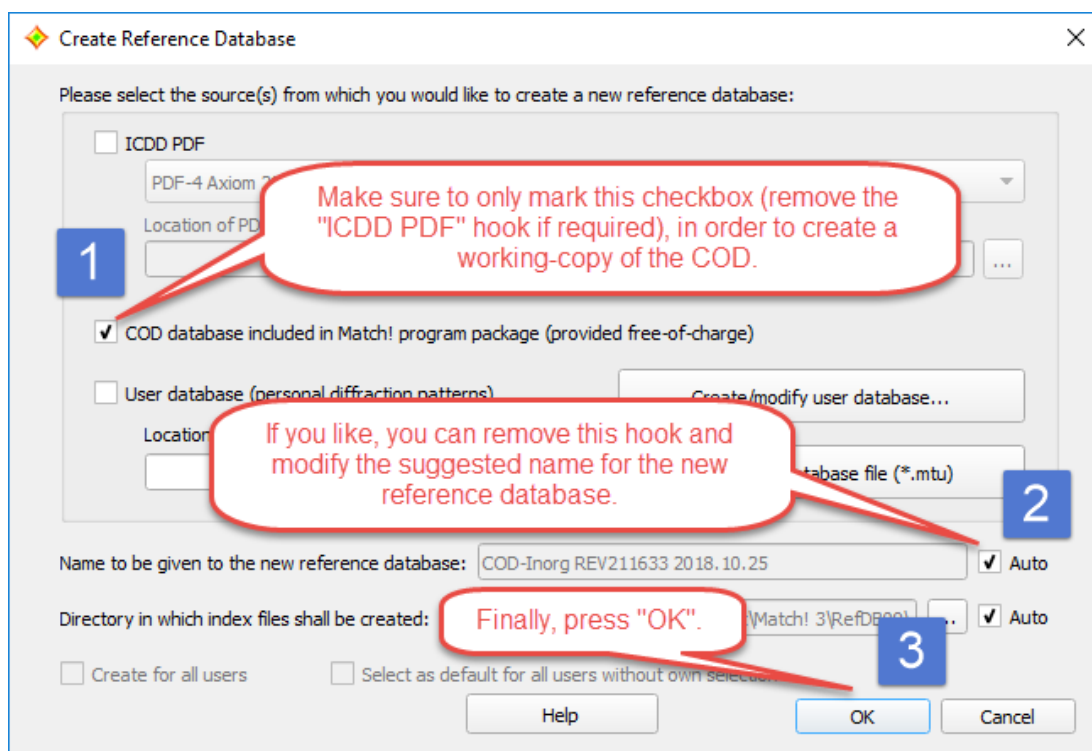 Create Reference Database
Please select the source(s) from which you would like to create a new reference database:
ICDD PDF
PDF-4 Axiom
Make sure to only mark this checkbox (remove the
"ICDD PDF" hook if required), in order to create a
working-copy of the COD.
Location of PD
...
1
COD database included in Match! program package (provided free-of-charge)
User database (personal diffraction patterns)
Create/modify user database...
Location
If you like, you can remove this hook and
modify the suggested name for the new
reference database.
tabase file (*.mtu)
2
Name to be given to the new reference database: COD-Inorg REV211633 2018.10.25 Auto
Directory in which index files shall be created: \Match! 3\RefDB00\ .. Auto
Finally, press "OK".
3
Create for all users Select as default for all users without own selection
Help OK Cancel